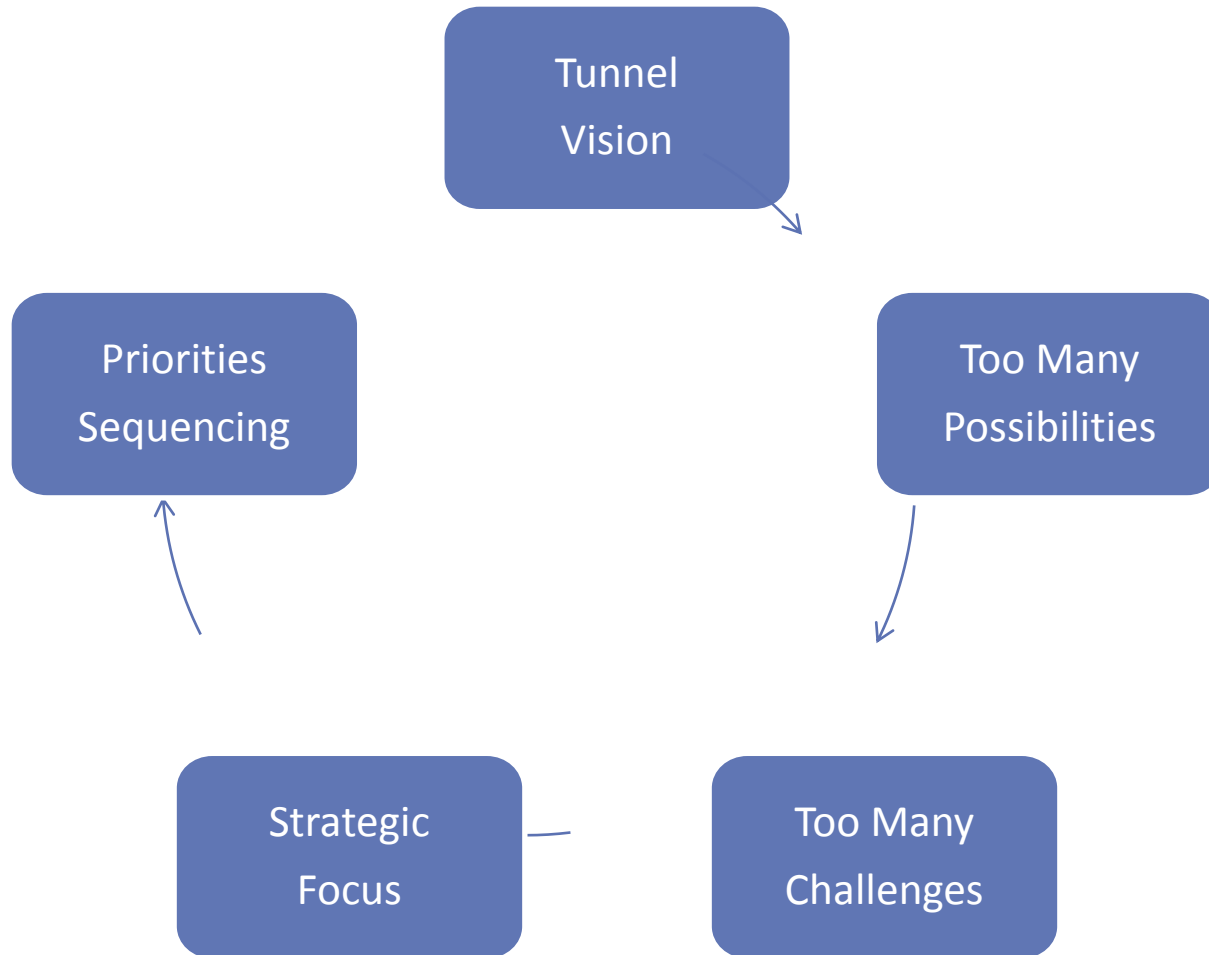 Tunnel
Vision
Too Many
Possibilities
Too Many
Challenges
Strategic
Focus
Priorities
Sequencing